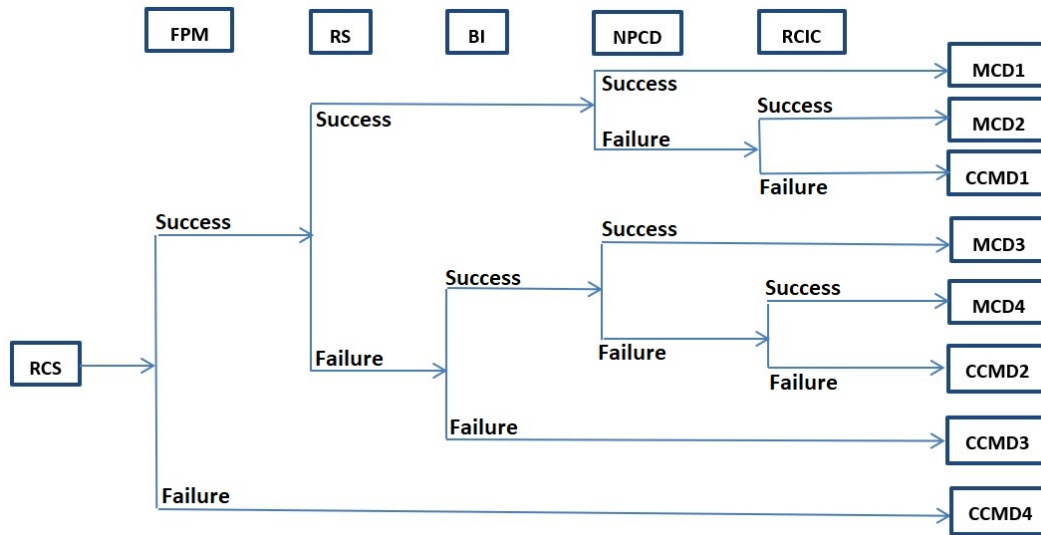 FPM
RS
BI
NPCD
RCIC
MCD1
Success
Success
Success
MCD2
Failure
CCMD1
Failure
Success
Success
MCD3
Success
Success
MCD4
RCS
Failure
Failure
CCMD2
Failure
Failure
CCMD3
Failure
CCMD4